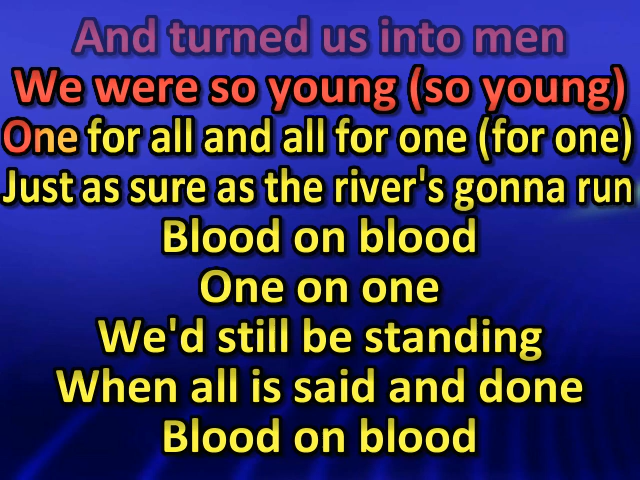 And turned us into men
We were so young (so young)
One for all and all for one (for one)
Just as sure as the river's gonna run
Blood on blood
One on one
We'd still be standing
When all is said and done
Blood on blood